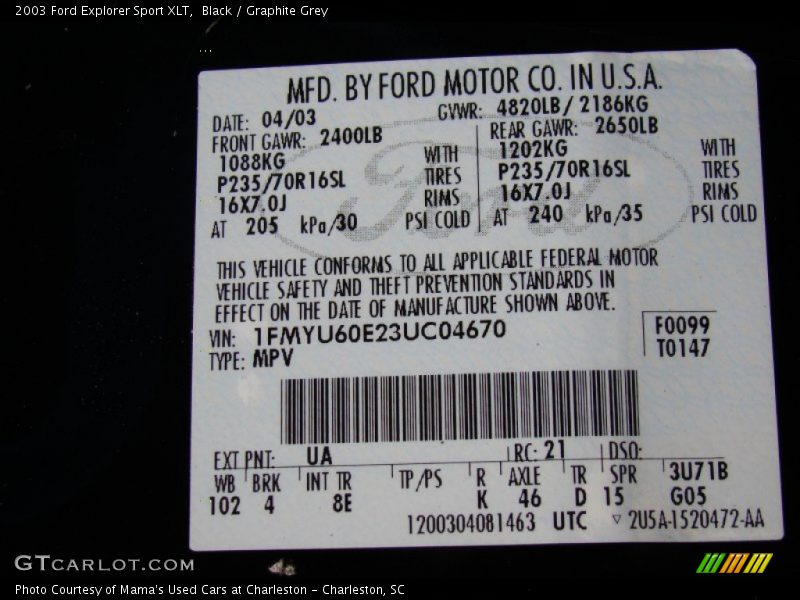 2003 Ford Explorer Sport XLT, Black / Graphite Grey
MFD. BY FORD MOTOR CO. IN U.S.A.
DATE: 04/03 GVWR: 4820LB/ 2186KG
FRONT GAWR: 2400LB REAR GAWR: 2650LB
1088KG WITH 1202KG WITH
P235/70R16SL TIRES P235/70R16SL TIRES
16X7.0J RIMS 16X7.0J RIMS
AT 205 kPa/30 PSI COLD AT 240 kPa/35 PSI COLD
THIS VEHICLE CONFORMS TO ALL APPLICABLE FEDERAL MOTOR
VEHICLE SAFETY AND THEFT PREVENTION STANDARDS IN
EFFECT ON THE DATE OF MANUFACTURE SHOWN ABOVE.
VIN: 1FMYU60E23UC04670 F0099
TYPE: MPV T0147
EXT PNT: UA RC: 21 DSO:
WB BRK INT TR TP/PS R AXLE TR SPR 3U71B
102 4 8E K 46 D 15 G05
1200304081463 UTC ▽ 2U5A-1520472-AA
GTCARLOT.COM
Photo Courtesy of Mama's Used Cars at Charleston - Charleston, SC